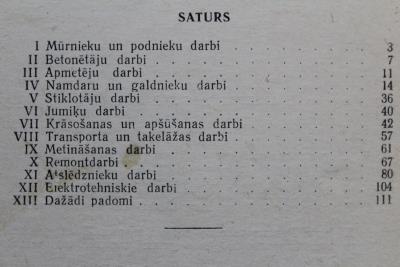 SATURS
I Mūrnieku un podnieku darbi . . . . . . . . . 3
II Betonētāju darbi . . . . . . . . . . . . . 7
III Apmetēju darbi . . . . . . . . . . . . . 11
IV Namdaru un galdnieku darbi . . . . . . . . 14
V Stiklotāju darbi . . . . . . . . . . . . . 36
VI Jumiķu darbi . . . . . . . . . . . . . . 40
VII Krāsošanas un apšūšanas darbi . . . . . . . 42
VIII Transporta un takelāžas darbi . . . . . . . 57
IX Metināšanas darbi . . . . . . . . . . . . 61
X Remontdarbi . . . . . . . . . . . . . . 67
XI Atslēdznieku darbi . . . . . . . . . . . . 80
XII Elektrotehniskie darbi . . . . . . . . . . 104
XIII Dažādi padomi . . . . . . . . . . . . . 111